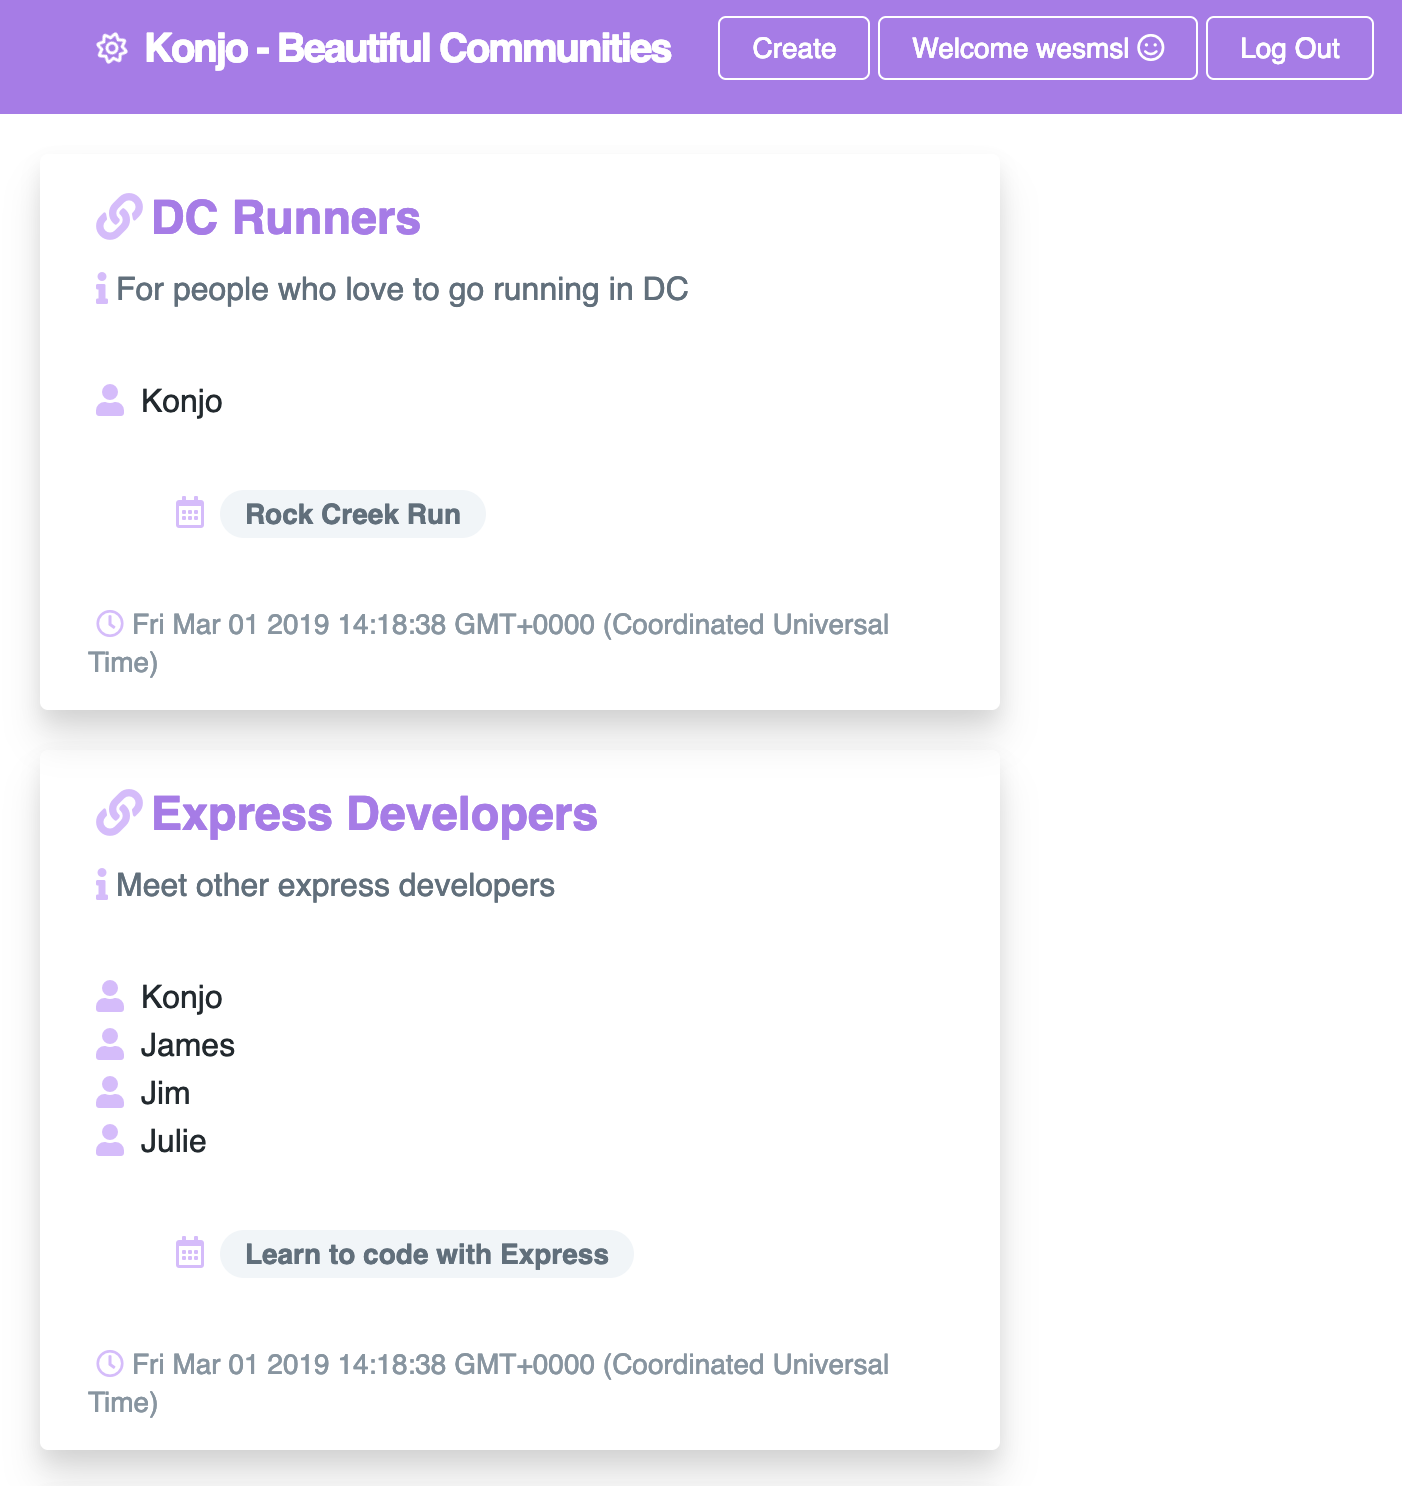 Konjo - Beautiful Communities
Create
Welcome wesmsl
Log Out
DC Runners
For people who love to go running in DC
Konjo
Rock Creek Run
Fri Mar 01 2019 14:18:38 GMT+0000 (Coordinated Universal
Time)
Express Developers
Meet other express developers
Konjo
James
Jim
Julie
Learn to code with Express
Fri Mar 01 2019 14:18:38 GMT+0000 (Coordinated Universal
Time)